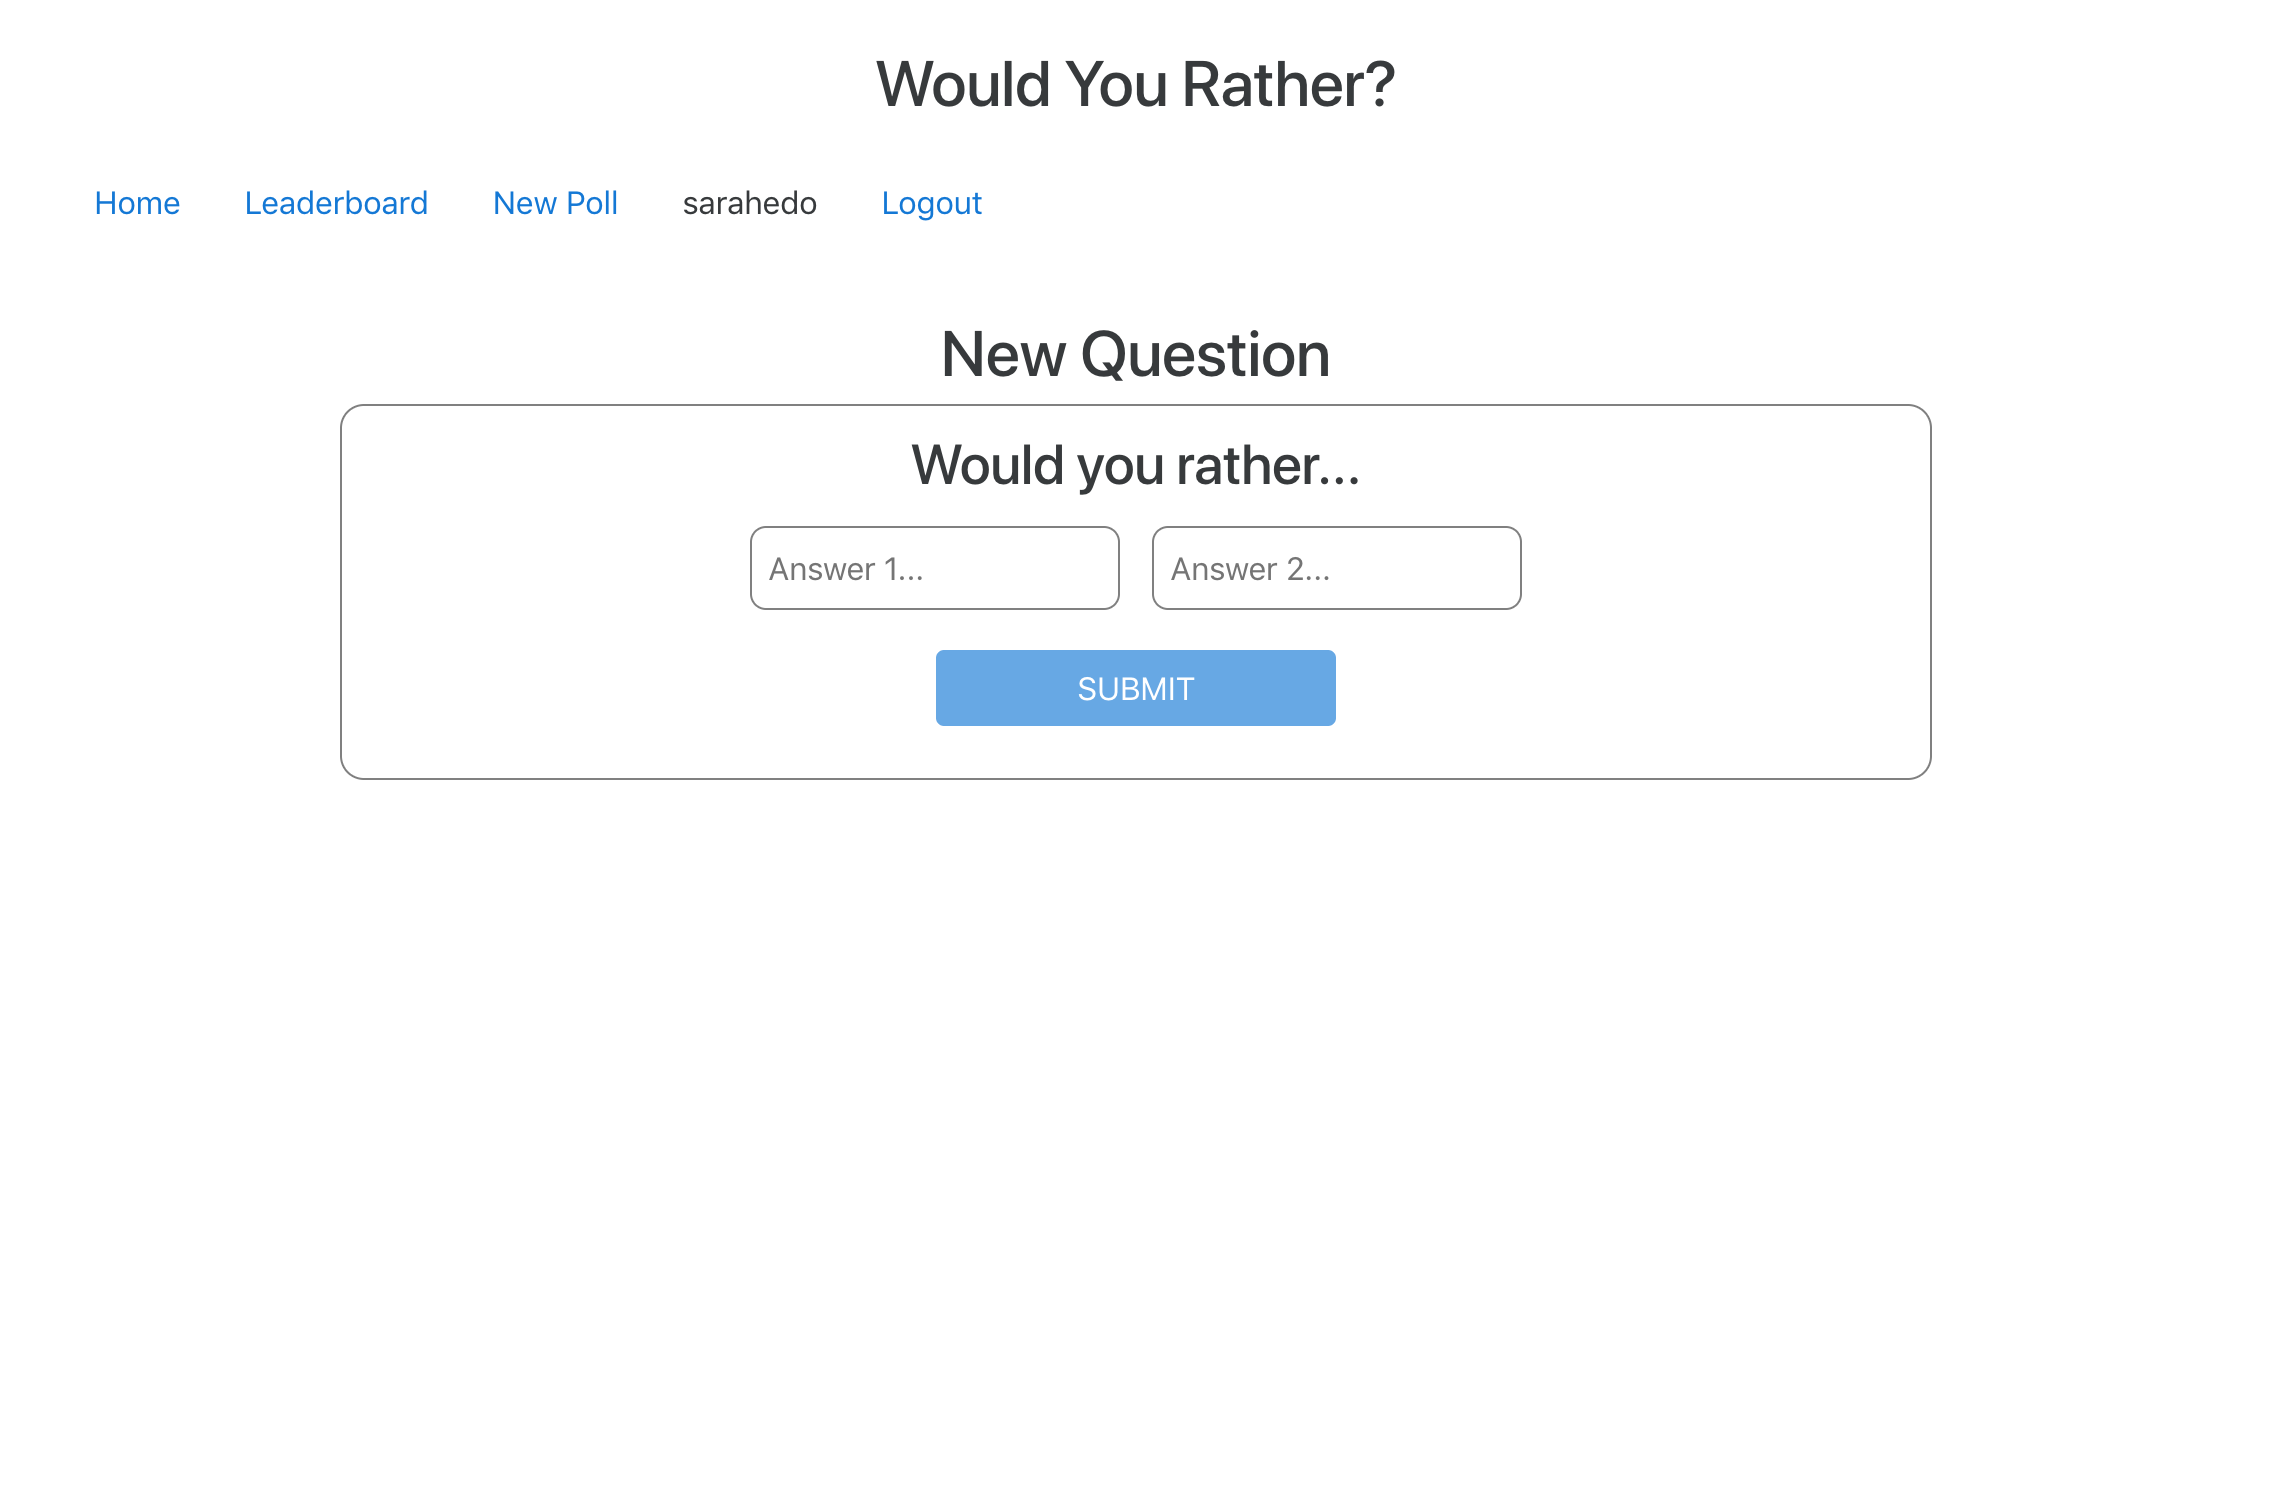 Would You Rather?
Home Leaderboard New Poll sarahedo Logout
New Question
Would you rather...
Answer 1... Answer 2...
SUBMIT